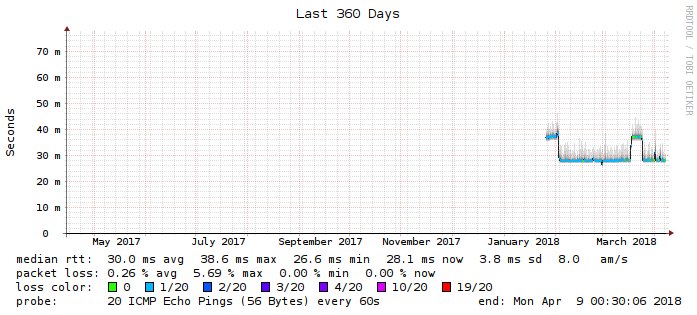 Last 360 Days
RRDTOOL / TOBI OETIKER
Seconds
70 m
60 m
50 m
40 m
30 m
20 m
10 m
0
May 2017 July 2017 September 2017 November 2017 January 2018 March 2018
median rtt: 30.0 ms avg 38.6 ms max 26.6 ms min 28.1 ms now 3.8 ms sd 8.0 am/s
packet loss: 0.26 % avg 5.69 % max 0.00 % min 0.00 % now
loss color: 0 1/20 2/20 3/20 4/20 10/20 19/20
probe: 20 ICMP Echo Pings (56 Bytes) every 60s end: Mon Apr 9 00:30:06 2018